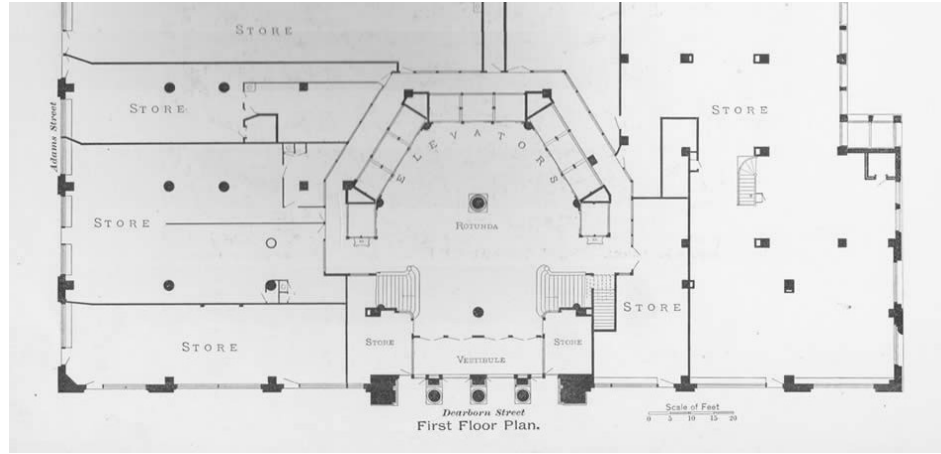 STORE
STORE
STORE
Adams Street
ELEVATORS
STORE
ROTUNDA
STORE
STORE
STORE
STORE
VESTIBULE
Dearborn Street
First Floor Plan.
Scale of Feet
0 5 10 15 20